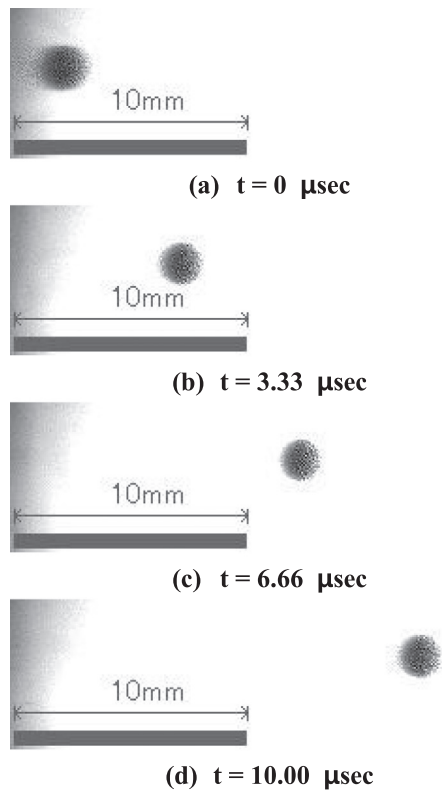 10mm
(a) t = 0 μsec
10mm
(b) t = 3.33 μsec
10mm
(c) t = 6.66 μsec
10mm
(d) t = 10.00 μsec